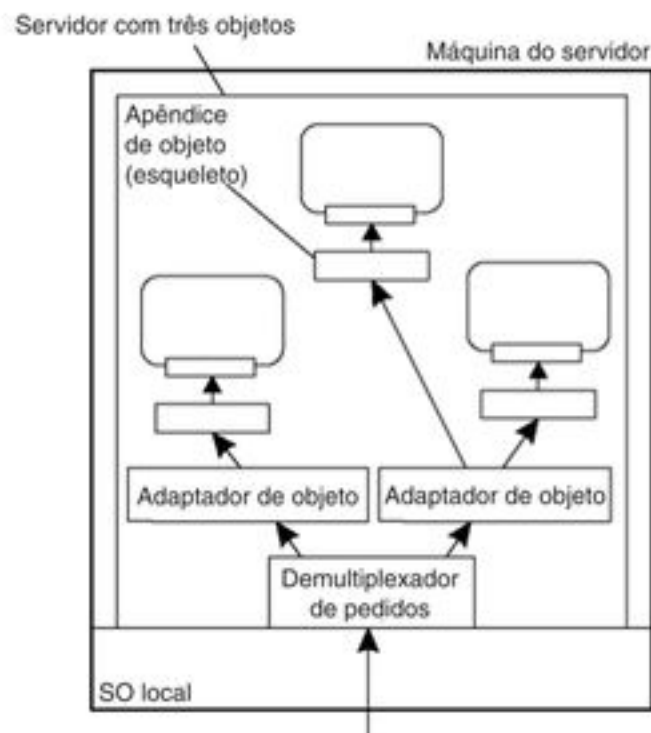 Servidor com três objetos
Máquina do servidor
Apêndice
de objeto
(esqueleto)
Adaptador de objeto
Adaptador de objeto
Demultiplexador
de pedidos
SO local